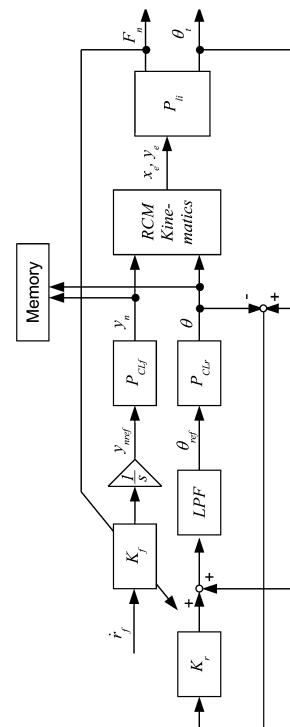 F_n
θ_t
P_li
x_e, y_e
RCM
Kine-
matics
Memory
y_n
θ
-
+
P_CLf
P_CLr
y_nref
θ_ref
1/s
LPF
K_f
+
+
ṙ_f
K_r